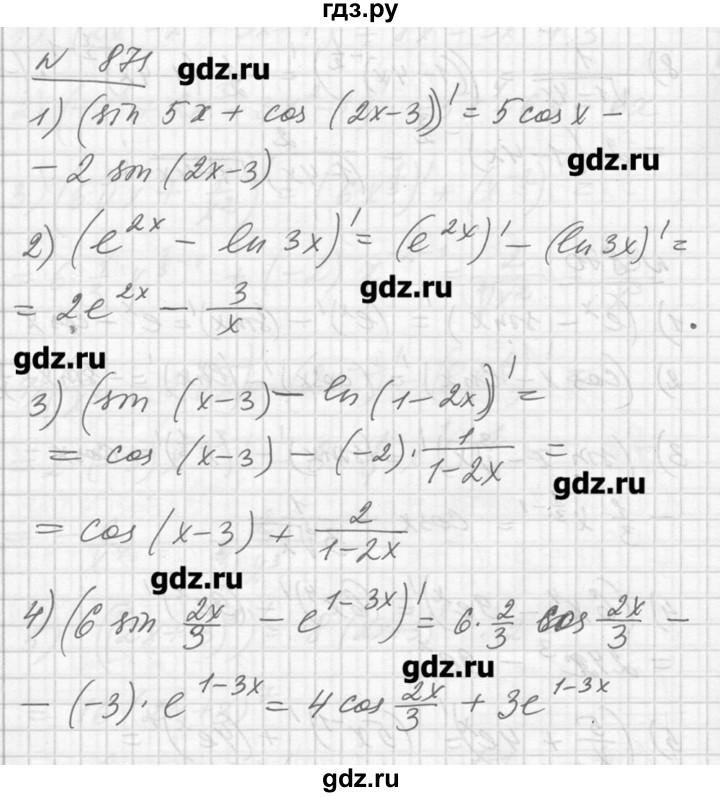 гдз.ру
N 871
gdz.ru
1) (sin 5x + cos (2x-3))' = 5 cos x -
gdz.ru
- 2 sin (2x-3)
2) (e^{2x} - ln 3x)' = (e^{2x})' - (ln 3x)' =
gdz.ru
= 2e^{2x} - \frac{3}{x}
gdz.ru
3) (sin (x-3) - ln (1-2x))' =
= cos (x-3) - (-2) · \frac{1}{1-2x} =
gdz.ru
= cos (x-3) + \frac{2}{1-2x}
gdz.ru
4) (6 sin \frac{2x}{3} - e^{1-3x})' = 6 · \frac{2}{3} cos \frac{2x}{3} -
gdz.ru
- (-3) · e^{1-3x} = 4 cos \frac{2x}{3} + 3e^{1-3x}
gdz.ru